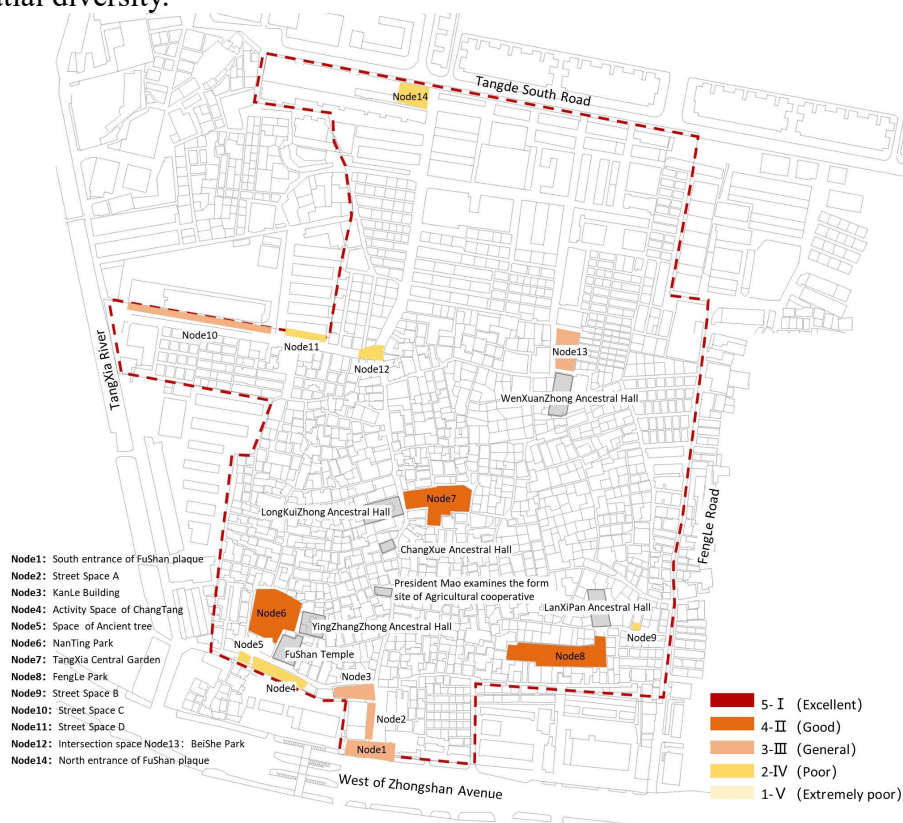 atial diversity.
Tangde South Road
Node14
TangXia River
Node10
Node11
Node12
Node13
WenXuanZhong Ancestral Hall
FengLe Road
Node7
LongKuiZhong Ancestral Hall
ChangXue Ancestral Hall
President Mao examines the form
site of Agricultural cooperative
LanXiPan Ancestral Hall
Node6
YingZhangZhong Ancestral Hall
Node9
Node5
FuShan Temple
Node8
Node4
Node3
Node2
Node1
West of Zhongshan Avenue
Node1: South entrance of FuShan plaque
Node2: Street Space A
Node3: KanLe Building
Node4: Activity Space of ChangTang
Node5: Space of Ancient tree
Node6: NanTing Park
Node7: TangXia Central Garden
Node8: FengLe Park
Node9: Street Space B
Node10: Street Space C
Node11: Street Space D
Node12: Intersection space Node13: BeiShe Park
Node14: North entrance of FuShan plaque
5-Ⅰ (Excellent)
4-Ⅱ (Good)
3-Ⅲ (General)
2-Ⅳ (Poor)
1-Ⅴ (Extremely poor)